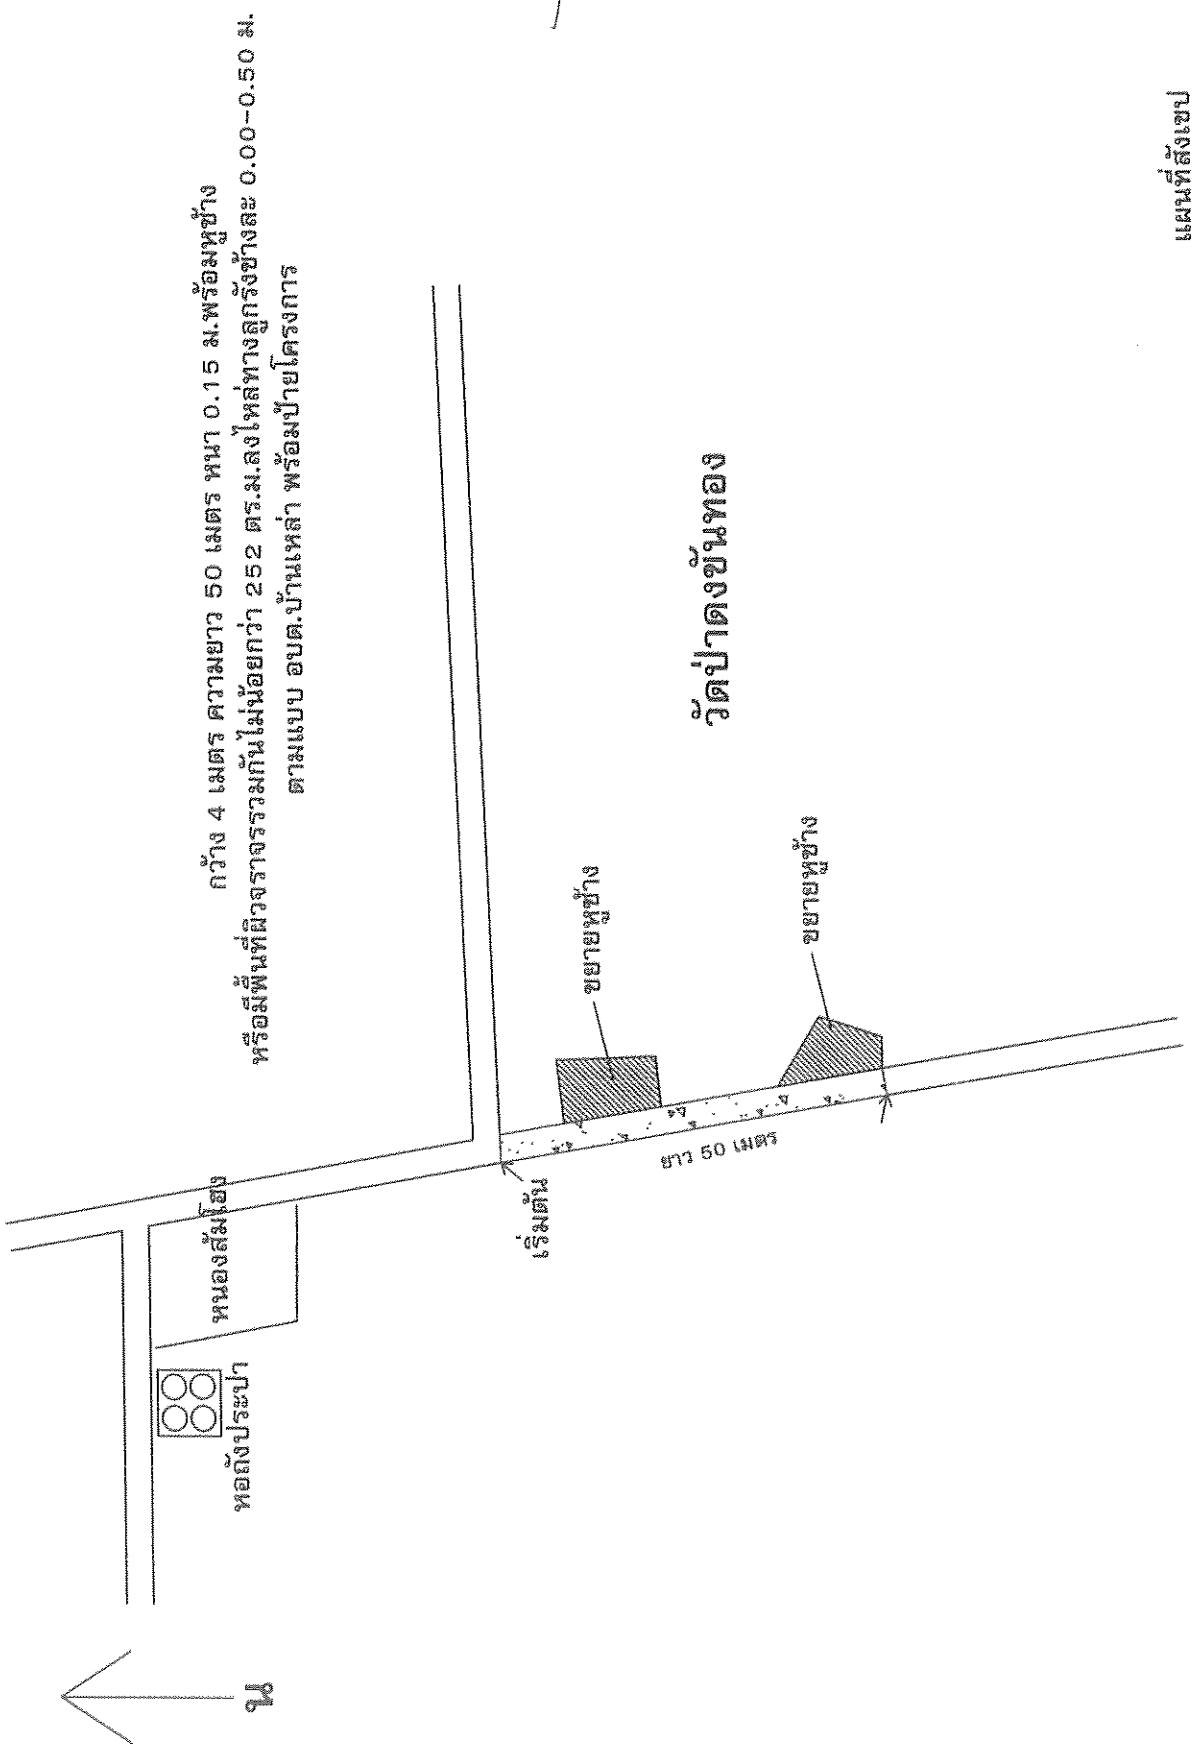 กว้าง 4 เมตร ความยาว 50 เมตร หนา 0.15 ม.พร้อมหูช้าง
หรือมีพื้นที่ผิวจราจรรวมกันไม่น้อยกว่า 252 ตร.ม.ลงไหล่ทางลูกรังข้างละ 0.00-0.50 ม.
ตามแบบ อบต.บ้านเหล่า พร้อมป้ายโครงการ
น
หอถังประปา
หนองส้มโฮง
เริ่มต้น
ยาว 50 เมตร
ขยายหูช้าง
ขยายหูช้าง
วัดป่าดงขันทอง
แผนที่สังเขป